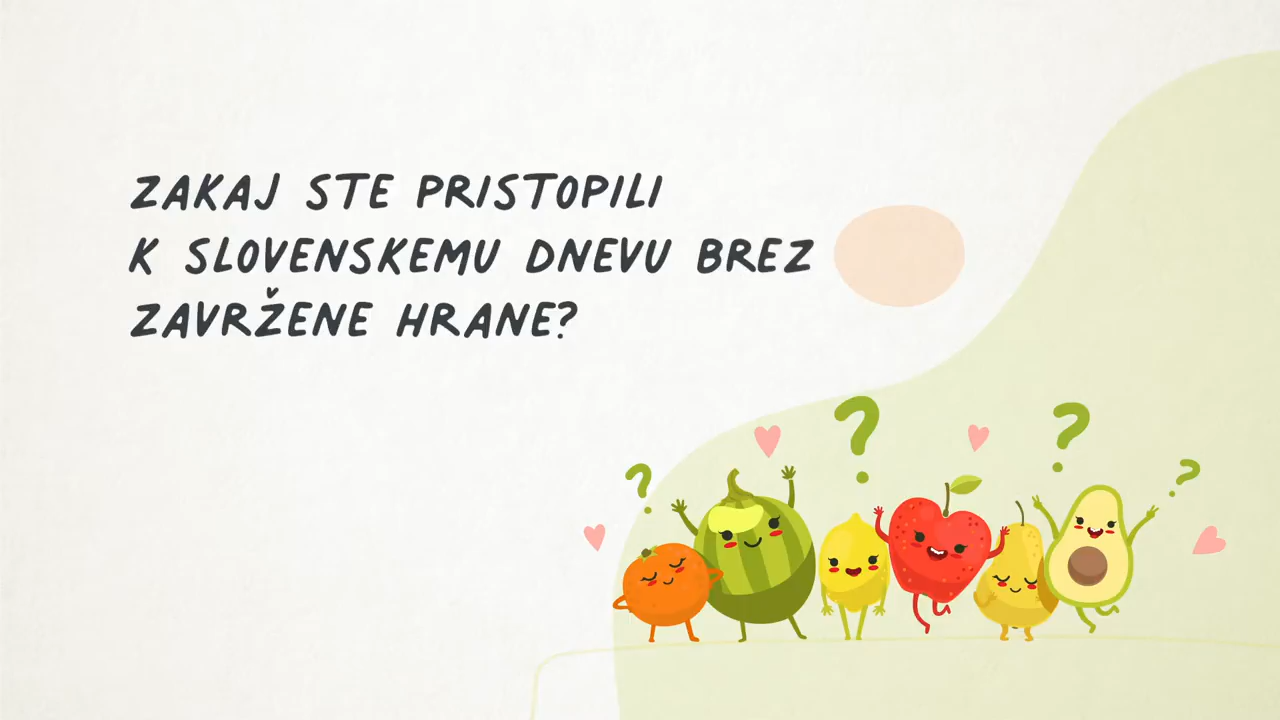 ZAKAJ STE PRISTOPILI
K SLOVENSKEMU DNEVU BREZ
ZAVRŽENE HRANE?
? ? ? ?